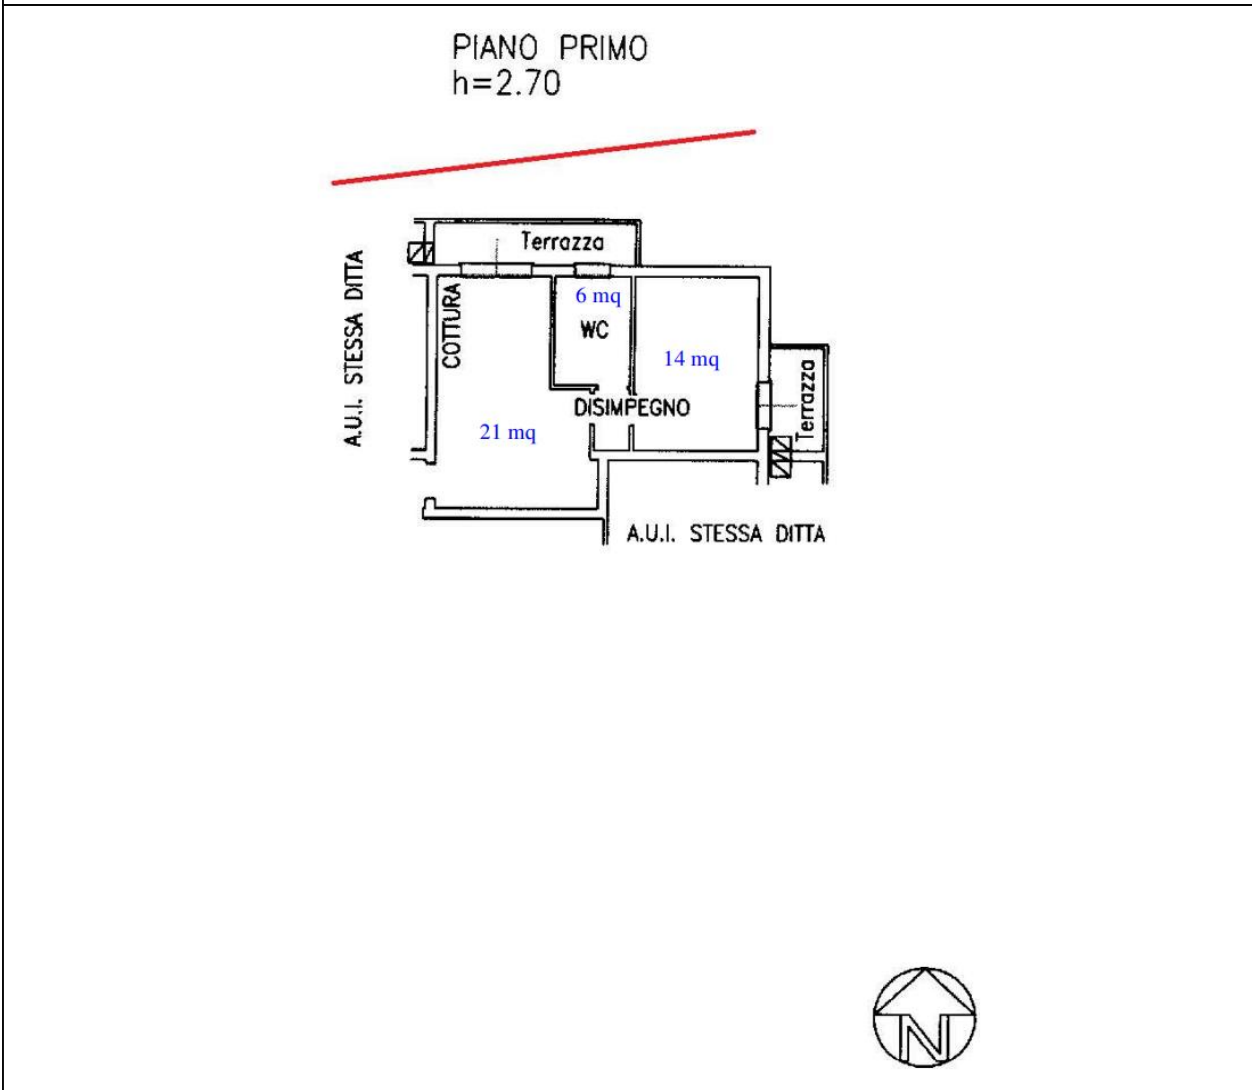 PIANO PRIMO
h=2.70
Terrazza
A.U.I. STESSA DITTA
COTTURA
6 mq
WC
14 mq
Terrazza
DISIMPEGNO
21 mq
A.U.I. STESSA DITTA
N